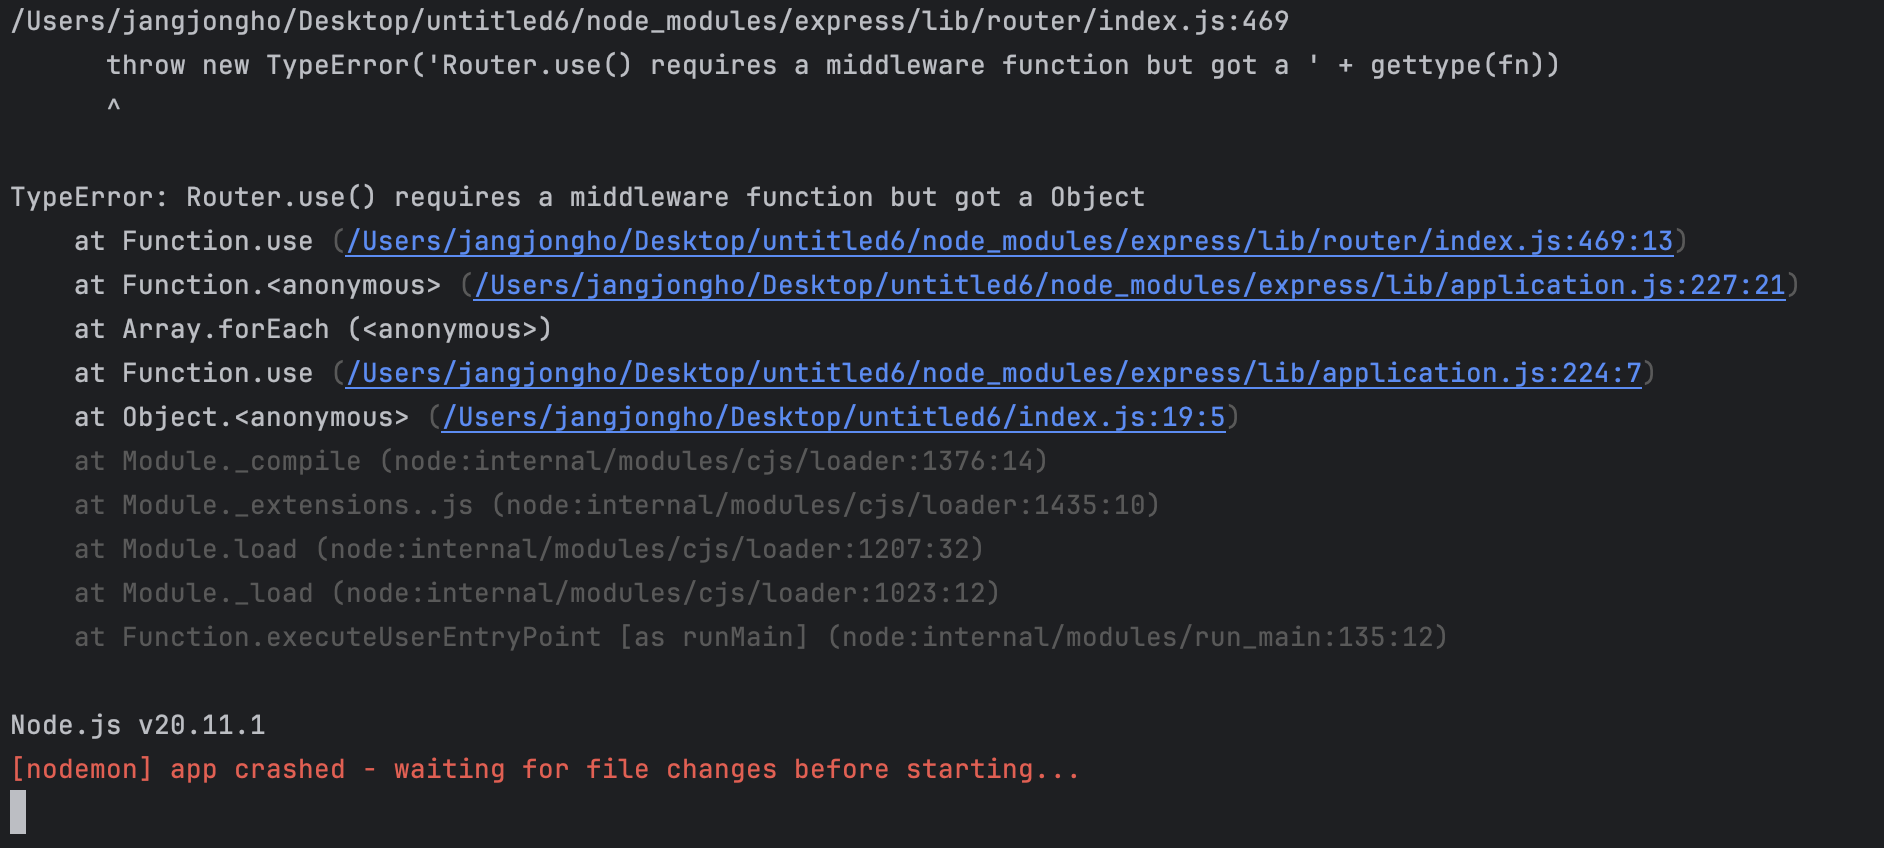 /Users/jangjongho/Desktop/untitled6/node_modules/express/lib/router/index.js:469
      throw new TypeError('Router.use() requires a middleware function but got a ' + gettype(fn))
      ^
TypeError: Router.use() requires a middleware function but got a Object
    at Function.use (/Users/jangjongho/Desktop/untitled6/node_modules/express/lib/router/index.js:469:13)
    at Function.<anonymous> (/Users/jangjongho/Desktop/untitled6/node_modules/express/lib/application.js:227:21)
    at Array.forEach (<anonymous>)
    at Function.use (/Users/jangjongho/Desktop/untitled6/node_modules/express/lib/application.js:224:7)
    at Object.<anonymous> (/Users/jangjongho/Desktop/untitled6/index.js:19:5)
    at Module._compile (node:internal/modules/cjs/loader:1376:14)
    at Module._extensions..js (node:internal/modules/cjs/loader:1435:10)
    at Module.load (node:internal/modules/cjs/loader:1207:32)
    at Module._load (node:internal/modules/cjs/loader:1023:12)
    at Function.executeUserEntryPoint [as runMain] (node:internal/modules/run_main:135:12)
Node.js v20.11.1
[nodemon] app crashed - waiting for file changes before starting...